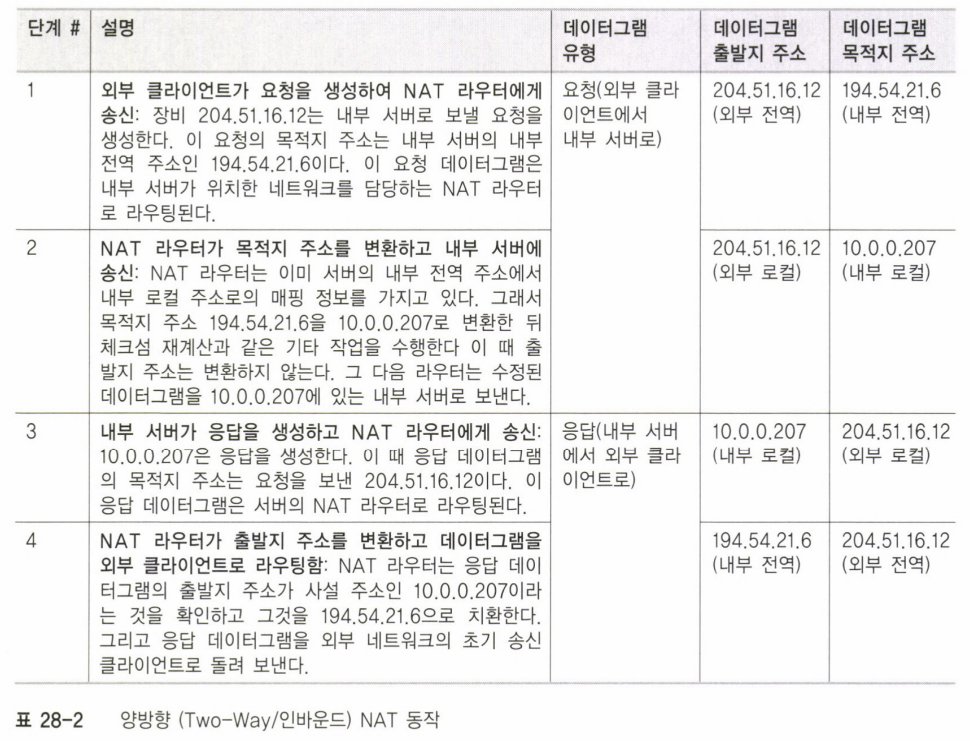 단계 # 설명 데이터그램 유형 데이터그램 출발지 주소 데이터그램 목적지 주소
1
외부 클라이언트가 요청을 생성하여 NAT 라우터에게
송신: 장비 204.51.16.12는 내부 서버로 보낼 요청을
생성한다. 이 요청의 목적지 주소는 내부 서버의 내부
전역 주소인 194.54.21.6이다. 이 요청 데이터그램은
내부 서버가 위치한 네트워크를 담당하는 NAT 라우터
로 라우팅된다.
요청(외부 클라
이언트에서
내부 서버로)
204.51.16.12
(외부 전역)
194.54.21.6
(내부 전역)
2
NAT 라우터가 목적지 주소를 변환하고 내부 서버에
송신: NAT 라우터는 이미 서버의 내부 전역 주소에서
내부 로컬 주소로의 매핑 정보를 가지고 있다. 그래서
목적지 주소 194.54.21.6을 10.0.0.207로 변환한 뒤
체크섬 재계산과 같은 기타 작업을 수행한다 이 때 출
발지 주소는 변환하지 않는다. 그 다음 라우터는 수정된
데이터그램을 10.0.0.207에 있는 내부 서버로 보낸다.
204.51.16.12
(외부 로컬)
10.0.0.207
(내부 로컬)
3
내부 서버가 응답을 생성하고 NAT 라우터에게 송신:
10.0.0.207은 응답을 생성한다. 이 때 응답 데이터그램
의 목적지 주소는 요청을 보낸 204.51.16.12이다. 이
응답 데이터그램은 서버의 NAT 라우터로 라우팅된다.
응답(내부 서버
에서 외부 클라
이언트로)
10.0.0.207
(내부 로컬)
204.51.16.12
(외부 로컬)
4
NAT 라우터가 출발지 주소를 변환하고 데이터그램을
외부 클라이언트로 라우팅함: NAT 라우터는 응답 데이
터그램의 출발지 주소가 사설 주소인 10.0.0.207이라
는 것을 확인하고 그것을 194.54.21.6으로 치환한다.
그리고 응답 데이터그램을 외부 네트워크의 초기 송신
클라이언트로 돌려 보낸다.
194.54.21.6
(내부 전역)
204.51.16.12
(외부 전역)
표 28-2 양방향 (Two-Way/인바운드) NAT 동작